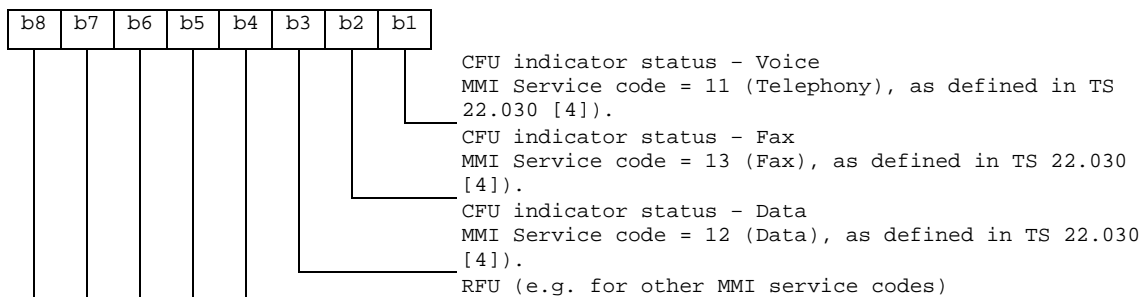 b8 b7 b6 b5 b4 b3 b2 b1
CFU indicator status – Voice
MMI Service code = 11 (Telephony), as defined in TS
22.030 [4]).
CFU indicator status – Fax
MMI Service code = 13 (Fax), as defined in TS 22.030
[4]).
CFU indicator status – Data
MMI Service code = 12 (Data), as defined in TS 22.030
[4]).
RFU (e.g. for other MMI service codes)